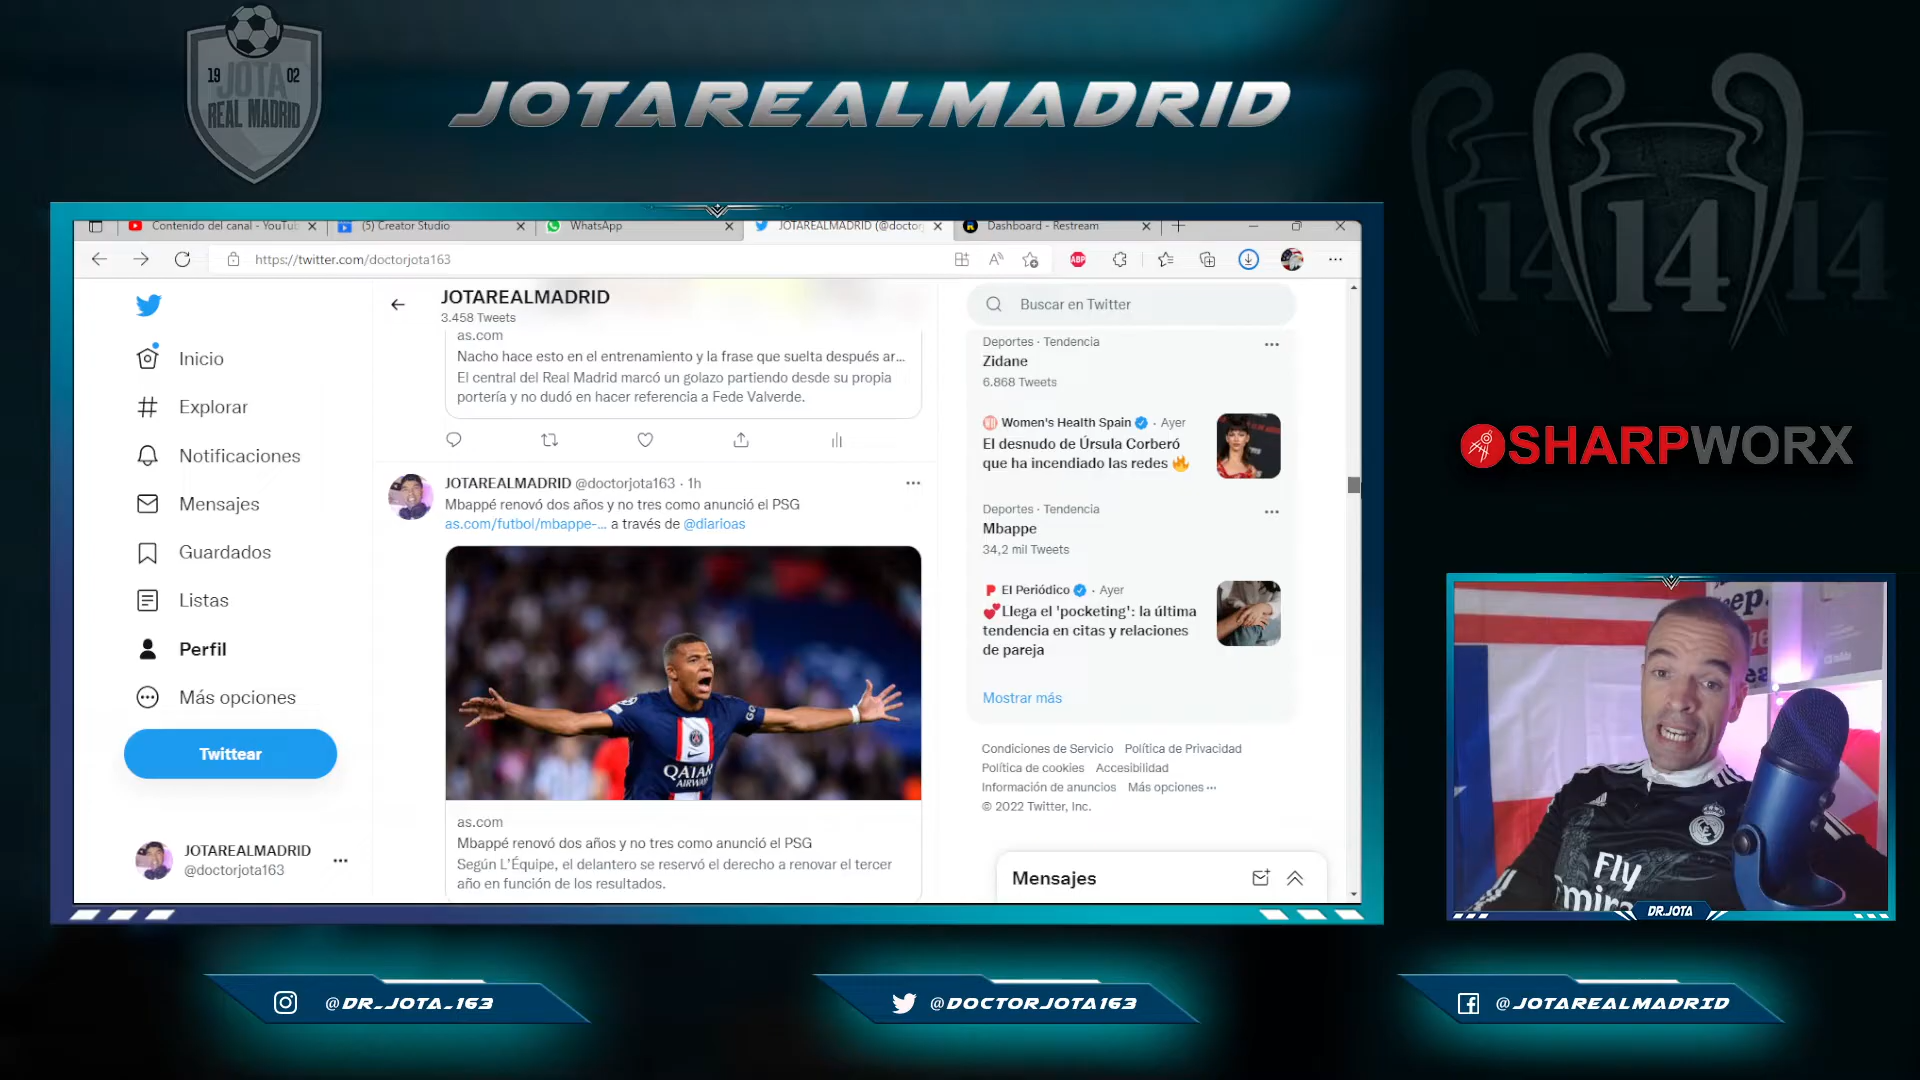 19 02
JOTA
REAL MADRID
JOTAREALMADRID
14 14 14
SHARPWORX
Contenido del canal - YouTub
(5) Creator Studio
WhatsApp
JOTAREALMADRID (@doctor
Dashboard - Restream
https://twitter.com/doctorjota163
ABP
Inicio
Explorar
Notificaciones
Mensajes
Guardados
Listas
Perfil
Más opciones
Twittear
JOTAREALMADRID
@doctorjota163
JOTAREALMADRID
3.458 Tweets
as.com
Nacho hace esto en el entrenamiento y la frase que suelta después ar...
El central del Real Madrid marcó un golazo partiendo desde su propia
portería y no dudó en hacer referencia a Fede Valverde.
JOTAREALMADRID @doctorjota163 · 1h
Mbappé renovó dos años y no tres como anunció el PSG
as.com/futbol/mbappe-... a través de @diarioas
QATAR
AIRWAY
as.com
Mbappé renovó dos años y no tres como anunció el PSG
Según L'Équipe, el delantero se reservó el derecho a renovar el tercer
año en función de los resultados.
Buscar en Twitter
Deportes · Tendencia
Zidane
6.868 Tweets
Women's Health Spain · Ayer
El desnudo de Úrsula Corberó
que ha incendiado las redes 🔥
Deportes · Tendencia
Mbappe
34,2 mil Tweets
El Periódico · Ayer
💕Llega el 'pocketing': la última
tendencia en citas y relaciones
de pareja
Mostrar más
Condiciones de Servicio Política de Privacidad
Política de cookies Accesibilidad
Información de anuncios Más opciones ···
© 2022 Twitter, Inc.
Mensajes
Fly
Emira
DR.JOTA
@DR_JOTA_163
@DOCTORJOTA163
@JOTAREALMADRID